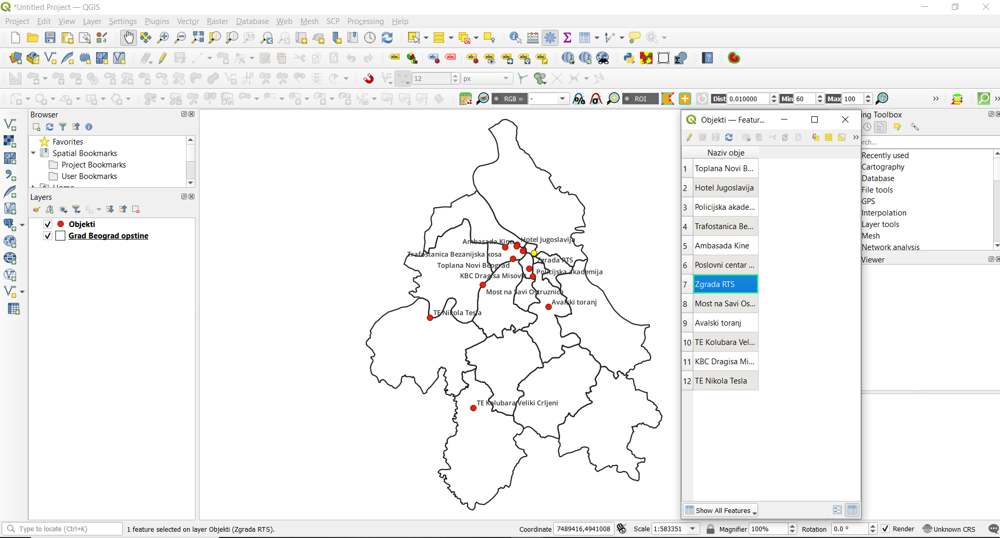 *Untitled Project — QGIS
Project Edit View Layer Settings Plugins Vector Raster Database Web Mesh SCP Processing Help
12 px
RGB = - ROI Dist 0.010000 Min 60 Max 100
Browser
Favorites
Spatial Bookmarks
Project Bookmarks
User Bookmarks
Home
Layers
Objekti
Grad Beograd opstine
Hotel Jugoslavija
Ambasada Kine
Trafostanica Bezanijska kosa
Zgrada RTS
Toplana Novi Beograd
Policijska akademija
KBC Dragisa Misovic
Most na Savi Ostruznica
Avalski toranj
TE Nikola Tesla
TE Kolubara Veliki Crljeni
Objekti — Featur...
Naziv obje
1 Toplana Novi B...
2 Hotel Jugoslavija
3 Policijska akade...
4 Trafostanica Be...
5 Ambasada Kine
6 Poslovni centar ...
7 Zgrada RTS
8 Most na Savi Os...
9 Avalski toranj
10 TE Kolubara Vel...
11 KBC Dragisa Mi...
12 TE Nikola Tesla
Show All Features
ing Toolbox
rch...
Recently used
Cartography
Database
File tools
GPS
Interpolation
Layer tools
Mesh
Network analysis
Viewer
Type to locate (Ctrl+K) 1 feature selected on layer Objekti (Zgrada RTS). Coordinate 7489416,4941008 Scale 1:583351 Magnifier 100% Rotation 0.0 ° Render Unknown CRS